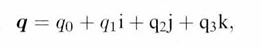 q = q₀ + q₁i + q₂j + q₃k,